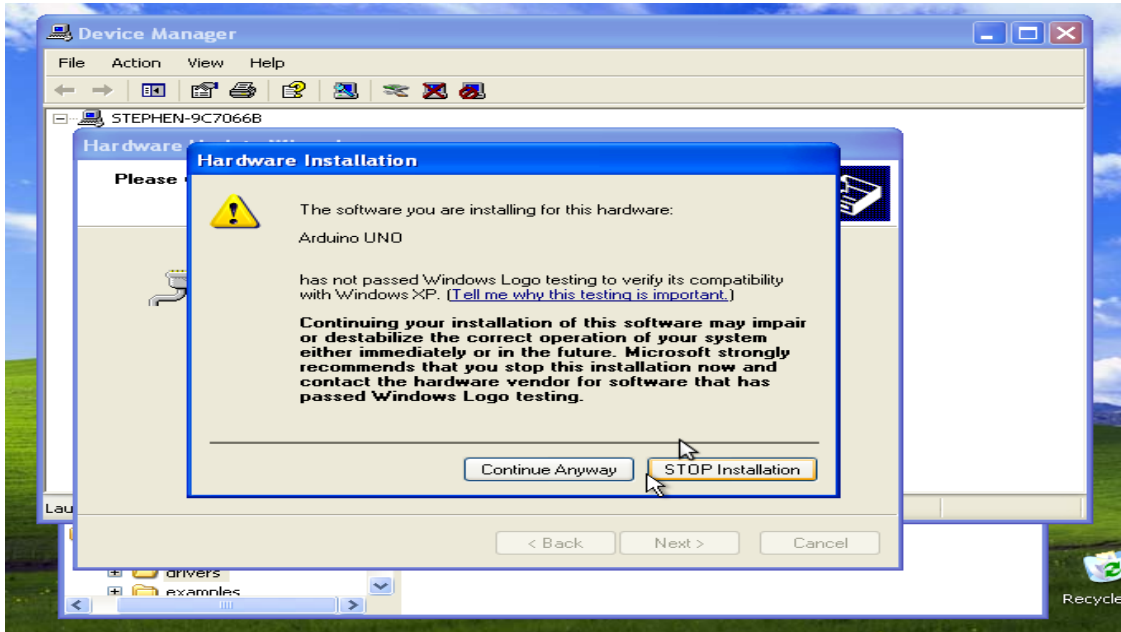 Device Manager
File Action View Help
STEPHEN-9C7066B
Hardware
Hardware Installation
Please
The software you are installing for this hardware:
Arduino UNO
has not passed Windows Logo testing to verify its compatibility
with Windows XP. (Tell me why this testing is important.)
Continuing your installation of this software may impair
or destabilize the correct operation of your system
either immediately or in the future. Microsoft strongly
recommends that you stop this installation now and
contact the hardware vendor for software that has
passed Windows Logo testing.
Continue Anyway STOP Installation
Lau
< Back Next > Cancel
drivers
examples
Recycle